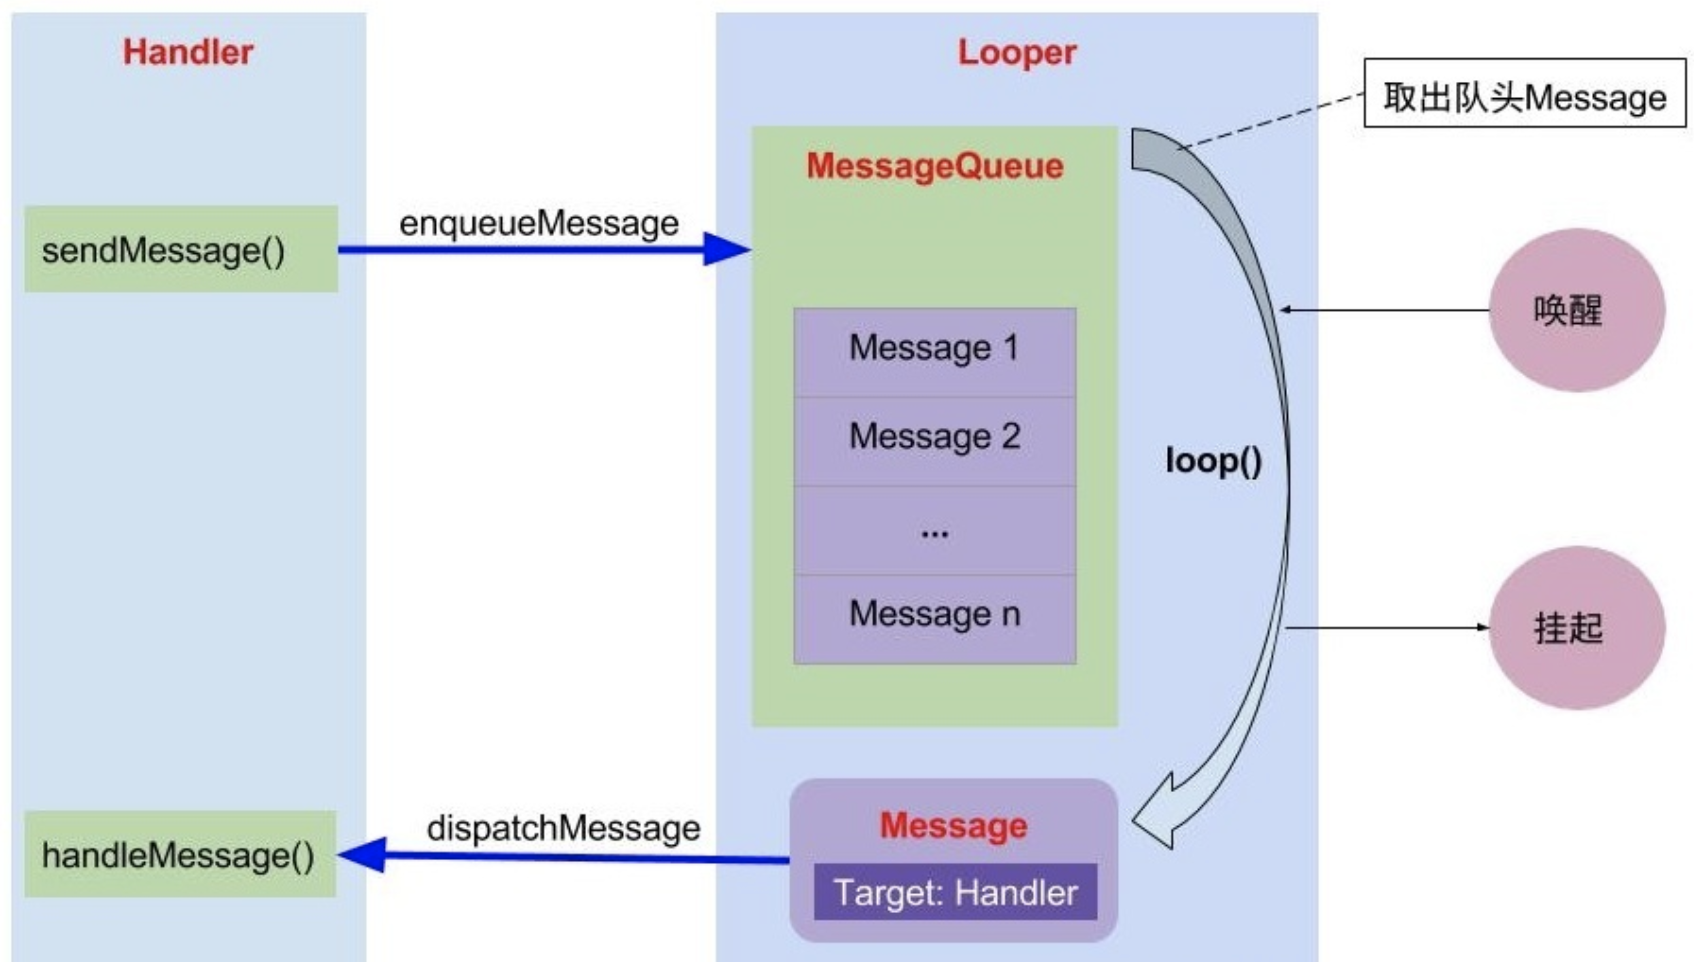 Handler
Looper
取出队头Message
MessageQueue
enqueueMessage
sendMessage()
唤醒
Message 1
Message 2
loop()
...
Message n
挂起
dispatchMessage
Message
handleMessage()
Target: Handler